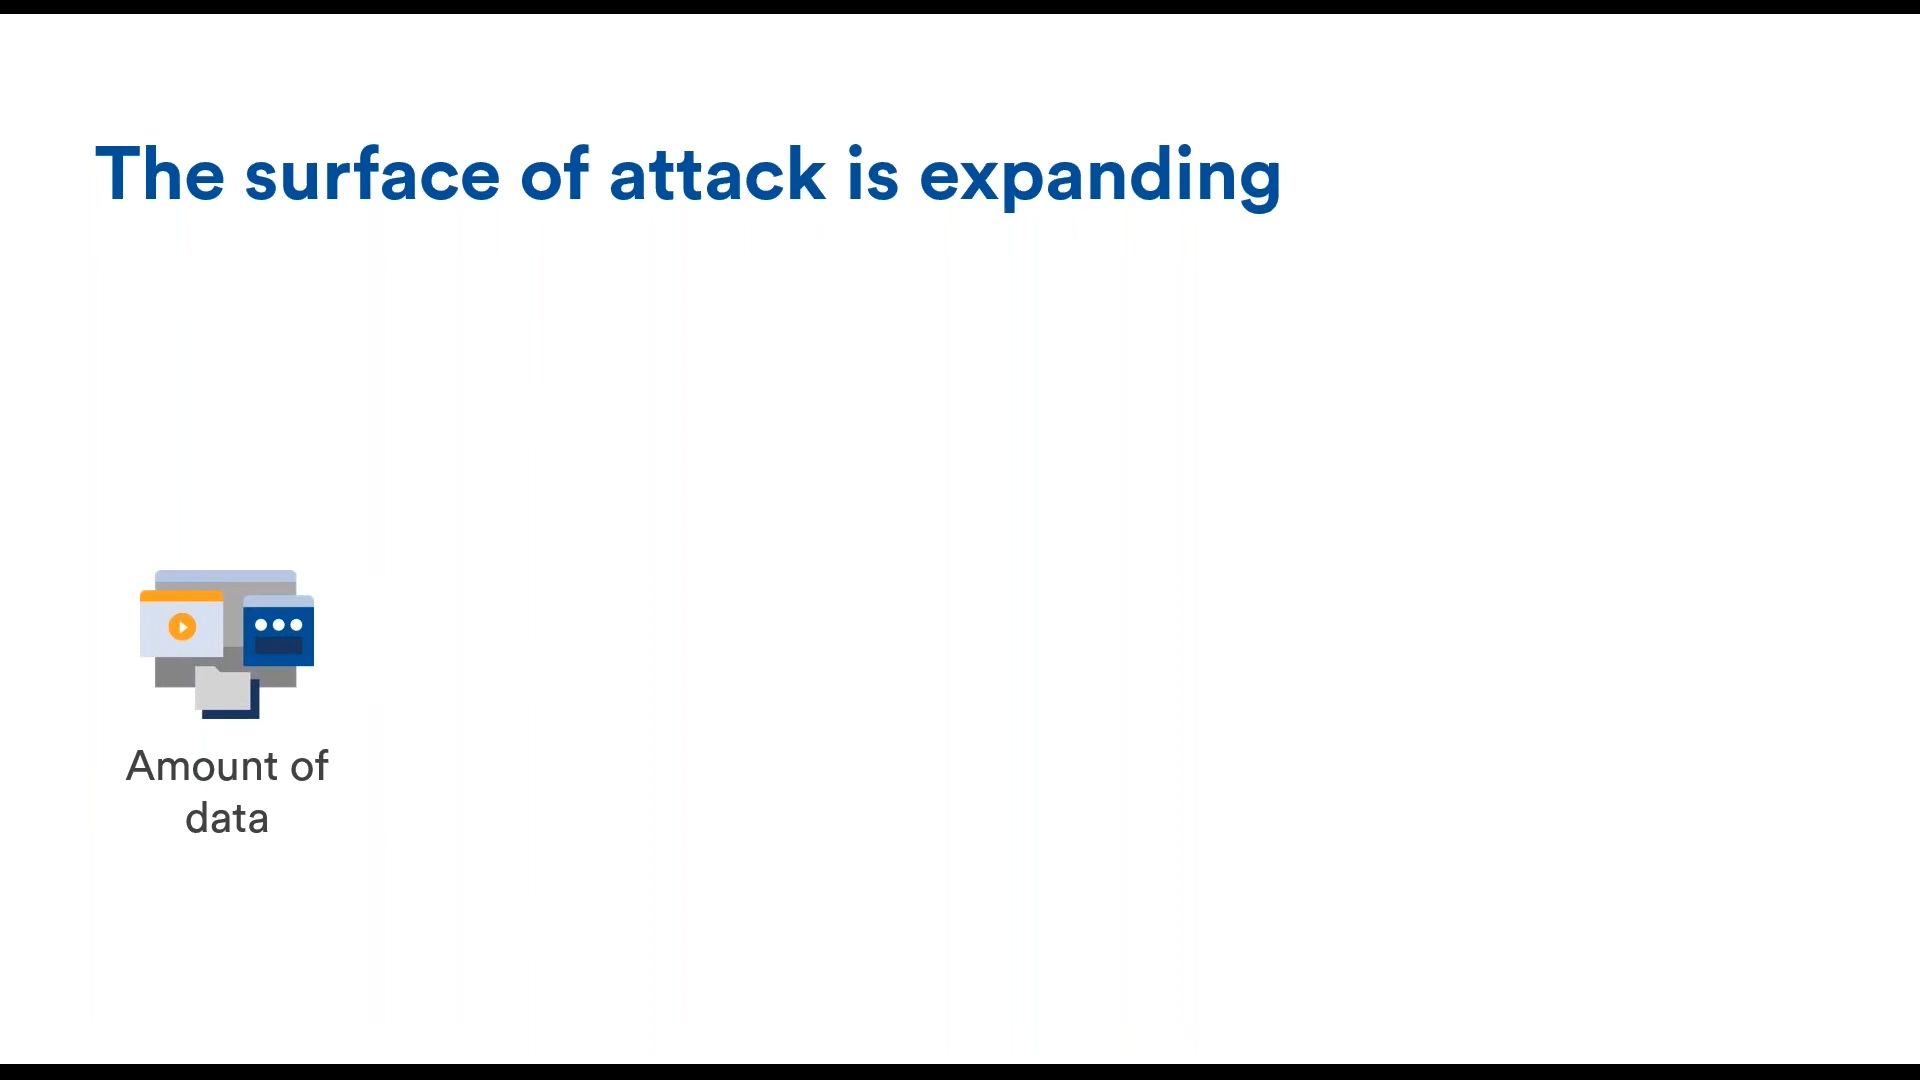 The surface of attack is expanding
Amount of
data